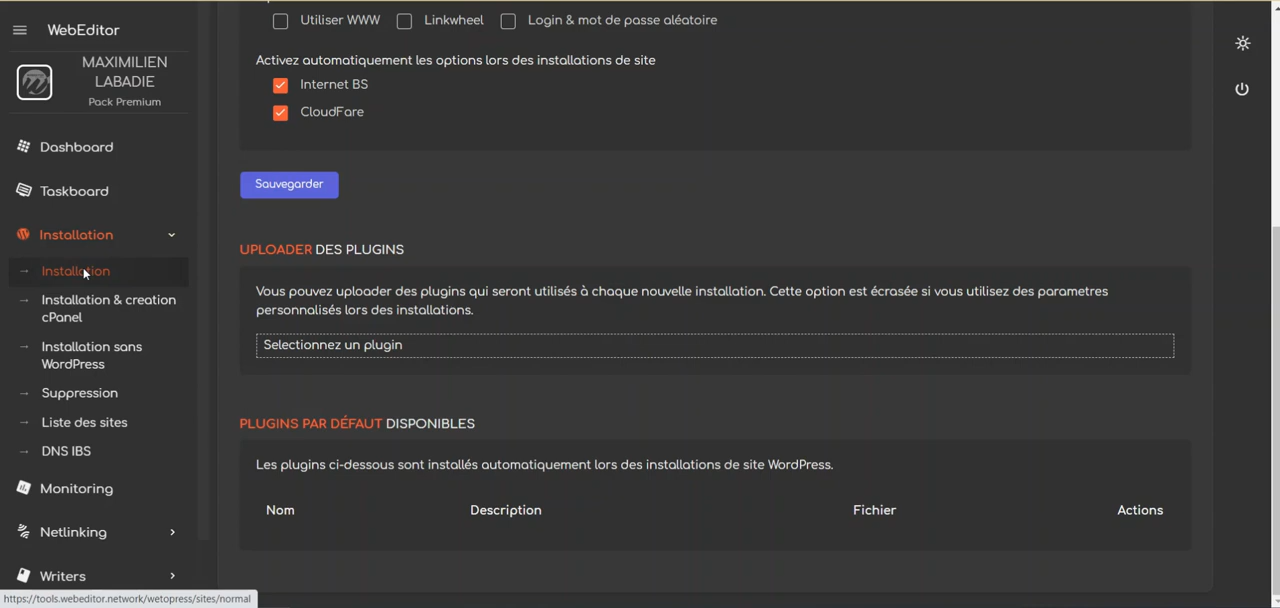 WebEditor
MAXIMILIEN
LABADIE
Pack Premium
Dashboard
Taskboard
Installation
Installation
Installation & creation
cPanel
Installation sans
WordPress
Suppression
Liste des sites
DNS IBS
Monitoring
Netlinking
Writers
https://tools.webeditor.network/wetopress/sites/normal
Utiliser WWW Linkwheel Login & mot de passe aléatoire
Activez automatiquement les options lors des installations de site
Internet BS
CloudFare
Sauvegarder
UPLOADER DES PLUGINS
Vous pouvez uploader des plugins qui seront utilisés à chaque nouvelle installation. Cette option est écrasée si vous utilisez des parametres
personnalisés lors des installations.
Selectionnez un plugin
PLUGINS PAR DÉFAUT DISPONIBLES
Les plugins ci-dessous sont installés automatiquement lors des installations de site WordPress.
Nom Description Fichier Actions